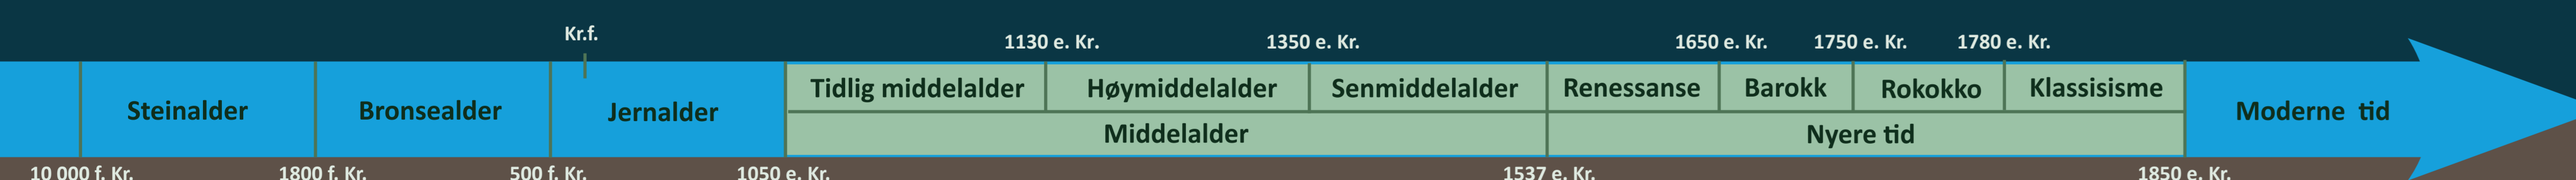 Kr.f.
1130 e. Kr.
1350 e. Kr.
1650 e. Kr.
1750 e. Kr.
1780 e. Kr.
Steinalder
Bronsealder
Jernalder
Tidlig middelalder
Høymiddelalder
Senmiddelalder
Renessanse
Barokk
Rokokko
Klassisisme
Moderne tid
Middelalder
Nyere tid
10 000 f. Kr.
1800 f. Kr.
500 f. Kr.
1050 e. Kr.
1537 e. Kr.
1850 e. Kr.